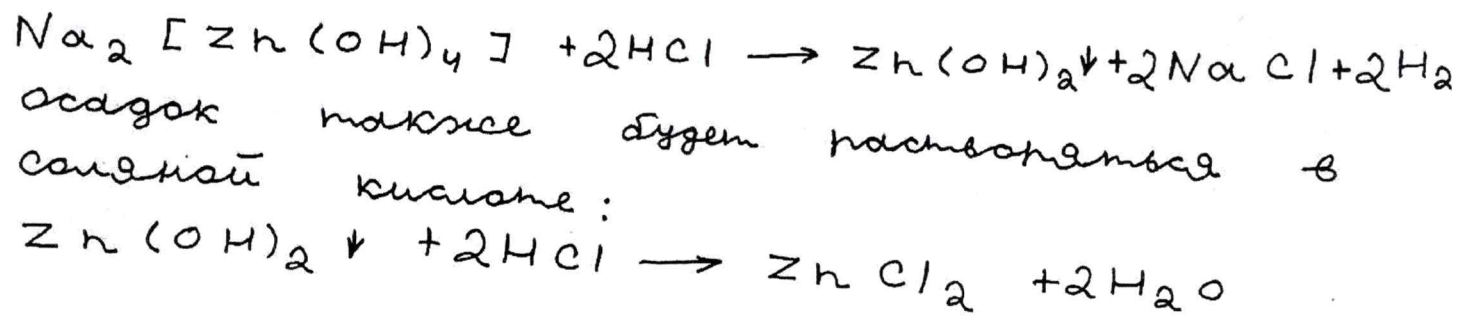 Na₂ [Zn(OH)₄] +2HCl → Zn(OH)₂↓+2NaCl+2H₂
осадок также будет растворяться в
соляной кислоте:
Zn(OH)₂↓ +2HCl → ZnCl₂ +2H₂O